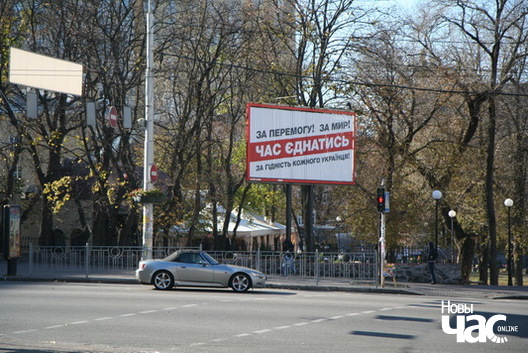 ЗА ПЕРЕМОГУ! ЗА МИР!
ЧАС ЄДНАТИСЬ
ЗА ГІДНІСТЬ КОЖНОГО УКРАЇНЦЯ!
Новы
Час
ONLINE